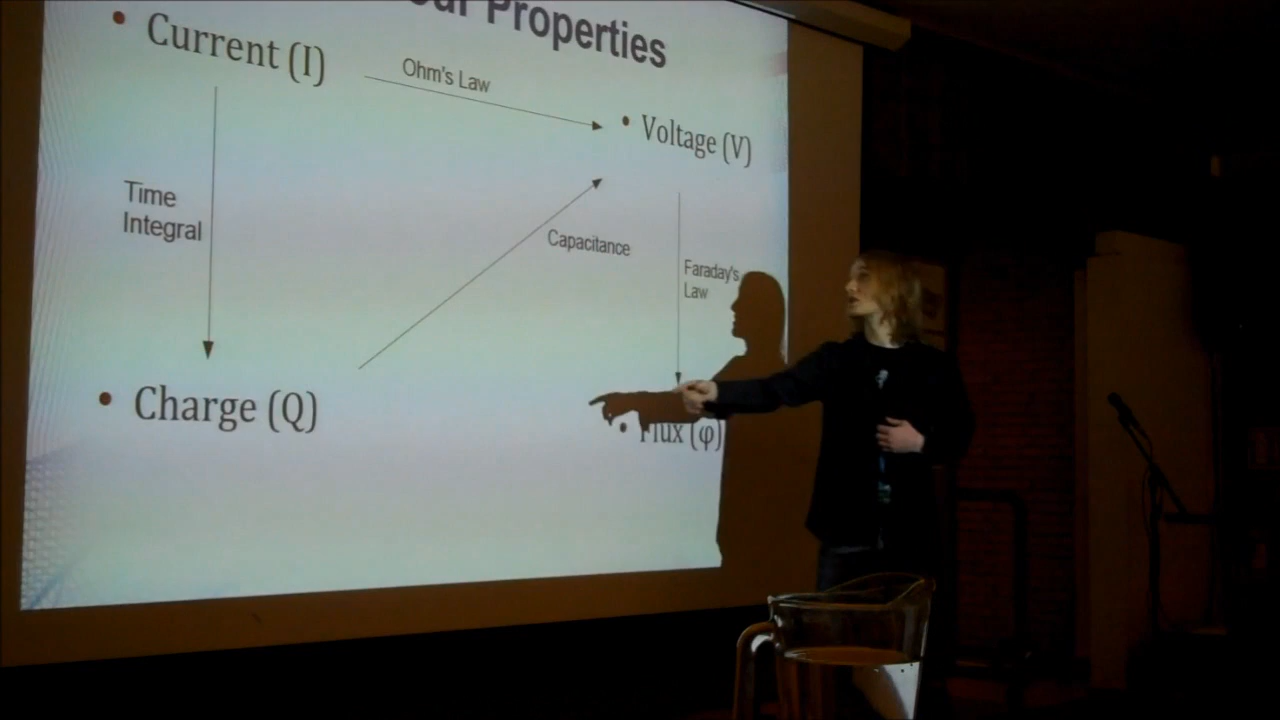 Properties
• Current (I)
Ohm's Law
• Voltage (V)
Time
Integral
Capacitance
Faraday's
Law
• Charge (Q)
• Flux (φ)